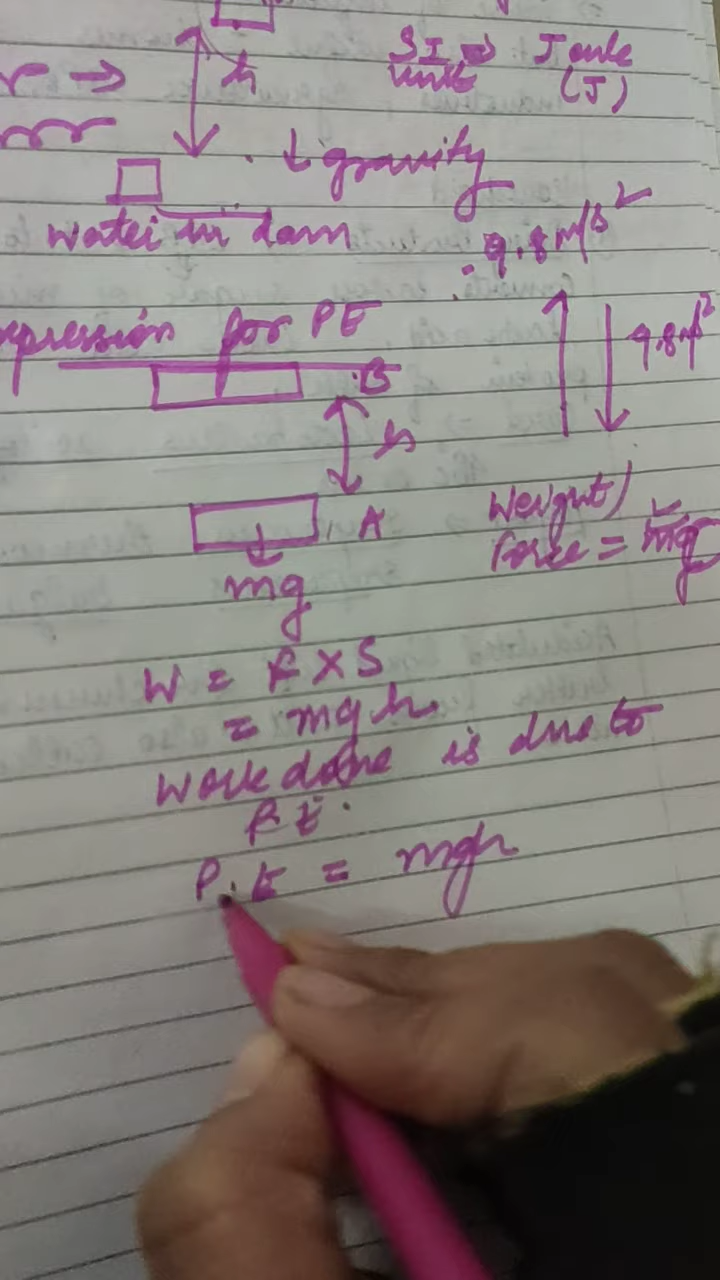 SI unit ⇒ Joule (J)
h
↓ gravity
water in dam
9.8 m/s²
expression for PE
B
9.8 m/s²
h
A
Weight)
Force = mg
mg
W = F X S
= mgh
Work done is due to
P.E.
P.E = mgh